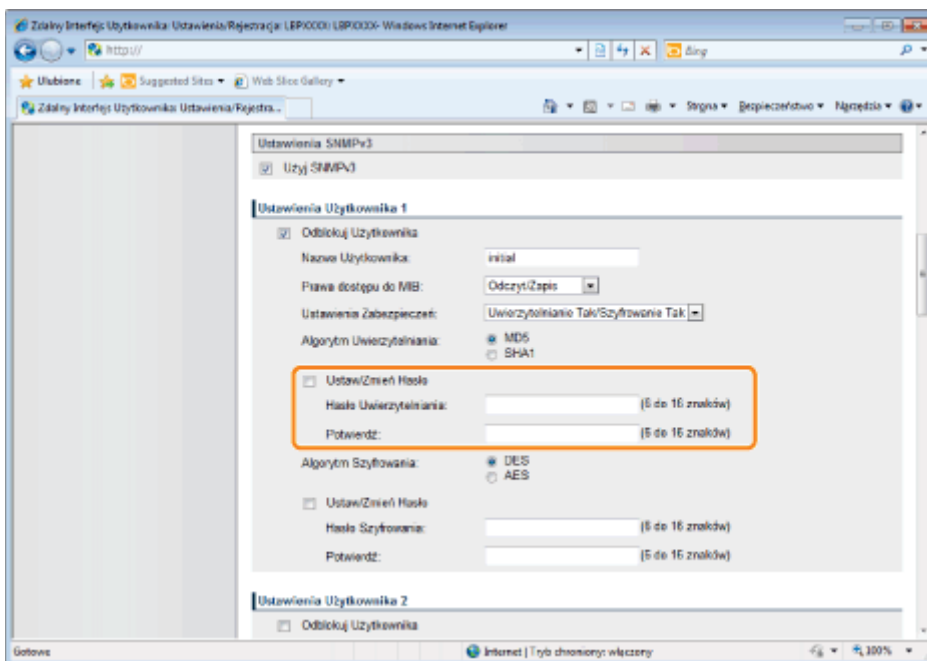 Zdalny Interfejs Użytkownika: Ustawienia/Rejestracja: LBPXXXX: LBPXXXX- Windows Internet Explorer
http://
Bing
Ulubione Suggested Sites Web Slice Gallery
Zdalny Interfejs Użytkownika: Ustawienia/Rejestra... Strona Bezpieczeństwo Narzędzia
Ustawienia SNMPv3
Użyj SNMPv3
Ustawienia Użytkownika 1
Odblokuj Użytkownika
Nazwa Użytkownika: initial
Prawa dostępu do MIB: Odczyt/Zapis
Ustawienia Zabezpieczeń: Uwierzytelnianie Tak/Szyfrowanie Tak
Algorytm Uwierzytelniania: MD5
SHA1
Ustaw/Zmień Hasło
Hasło Uwierzytelniania: (6 do 16 znaków)
Potwierdź: (6 do 16 znaków)
Algorytm Szyfrowania: DES
AES
Ustaw/Zmień Hasło
Hasło Szyfrowania: (6 do 16 znaków)
Potwierdź: (6 do 16 znaków)
Ustawienia Użytkownika 2
Odblokuj Użytkownika
Gotowe Internet | Tryb chroniony: włączony 100%